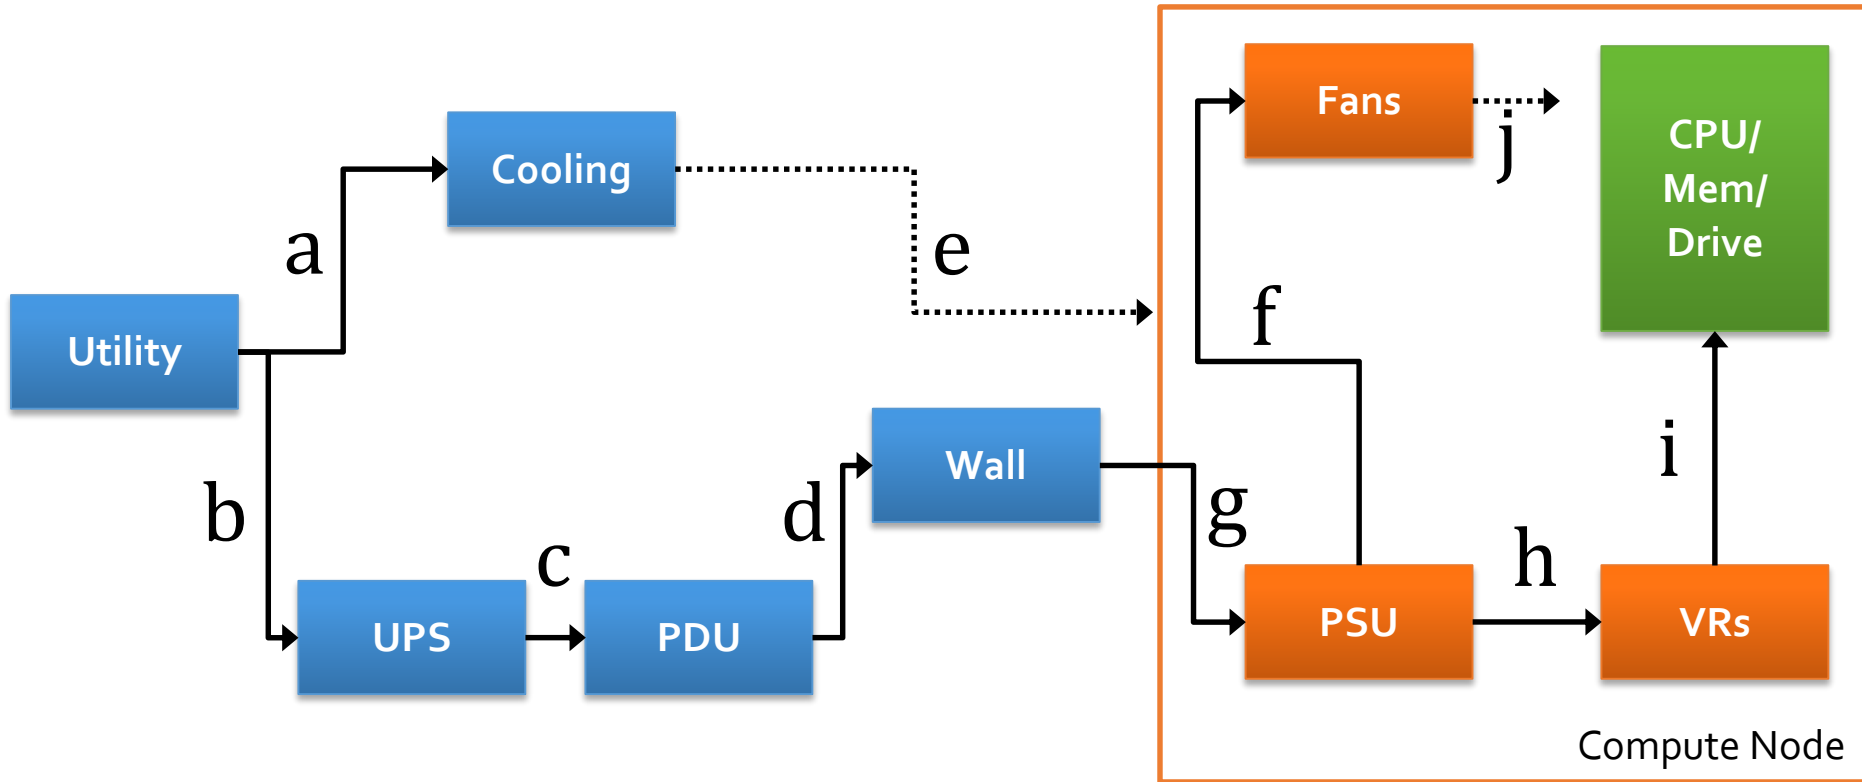 Fans
CPU/
Mem/
Drive
Cooling
j
a
e
Utility
f
Wall
i
b
d
g
c
h
UPS
PDU
PSU
VRs
Compute Node